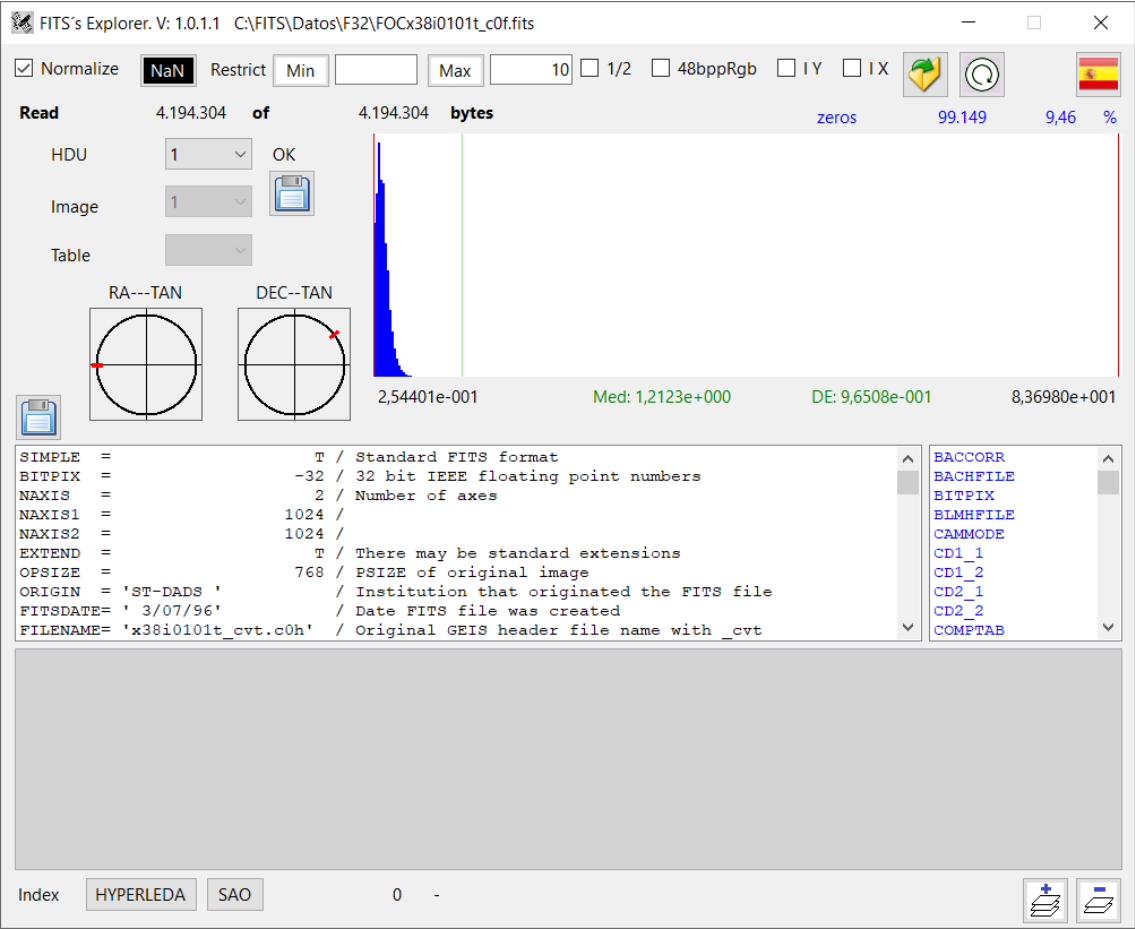 FITS´s Explorer. V: 1.0.1.1 C:\FITS\Datos\F32\FOCx38i0101t_c0f.fits
Normalize NaN Restrict Min Max 10 1/2 48bppRgb I Y I X
Read 4.194.304 of 4.194.304 bytes zeros 99.149 9,46 %
HDU 1 OK
Image 1
Table
RA---TAN DEC--TAN
2,54401e-001 Med: 1,2123e+000 DE: 9,6508e-001 8,36980e+001
SIMPLE = T / Standard FITS format
BITPIX = -32 / 32 bit IEEE floating point numbers
NAXIS = 2 / Number of axes
NAXIS1 = 1024 /
NAXIS2 = 1024 /
EXTEND = T / There may be standard extensions
OPSIZE = 768 / PSIZE of original image
ORIGIN = 'ST-DADS ' / Institution that originated the FITS file
FITSDATE= ' 3/07/96' / Date FITS file was created
FILENAME= 'x38i0101t_cvt.c0h' / Original GEIS header file name with _cvt
BACCORR
BACHFILE
BITPIX
BLMHFILE
CAMMODE
CD1_1
CD1_2
CD2_1
CD2_2
COMPTAB
Index HYPERLEDA SAO 0 -